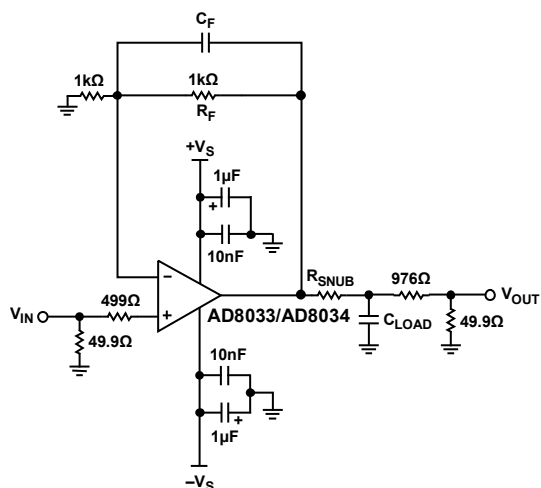 C_F
1kΩ
1kΩ
R_F
+V_S
1µF
+
10nF
−
+
499Ω
V_IN
49.9Ω
AD8033/AD8034
R_SNUB
976Ω
V_OUT
C_LOAD
49.9Ω
10nF
+
1µF
−V_S